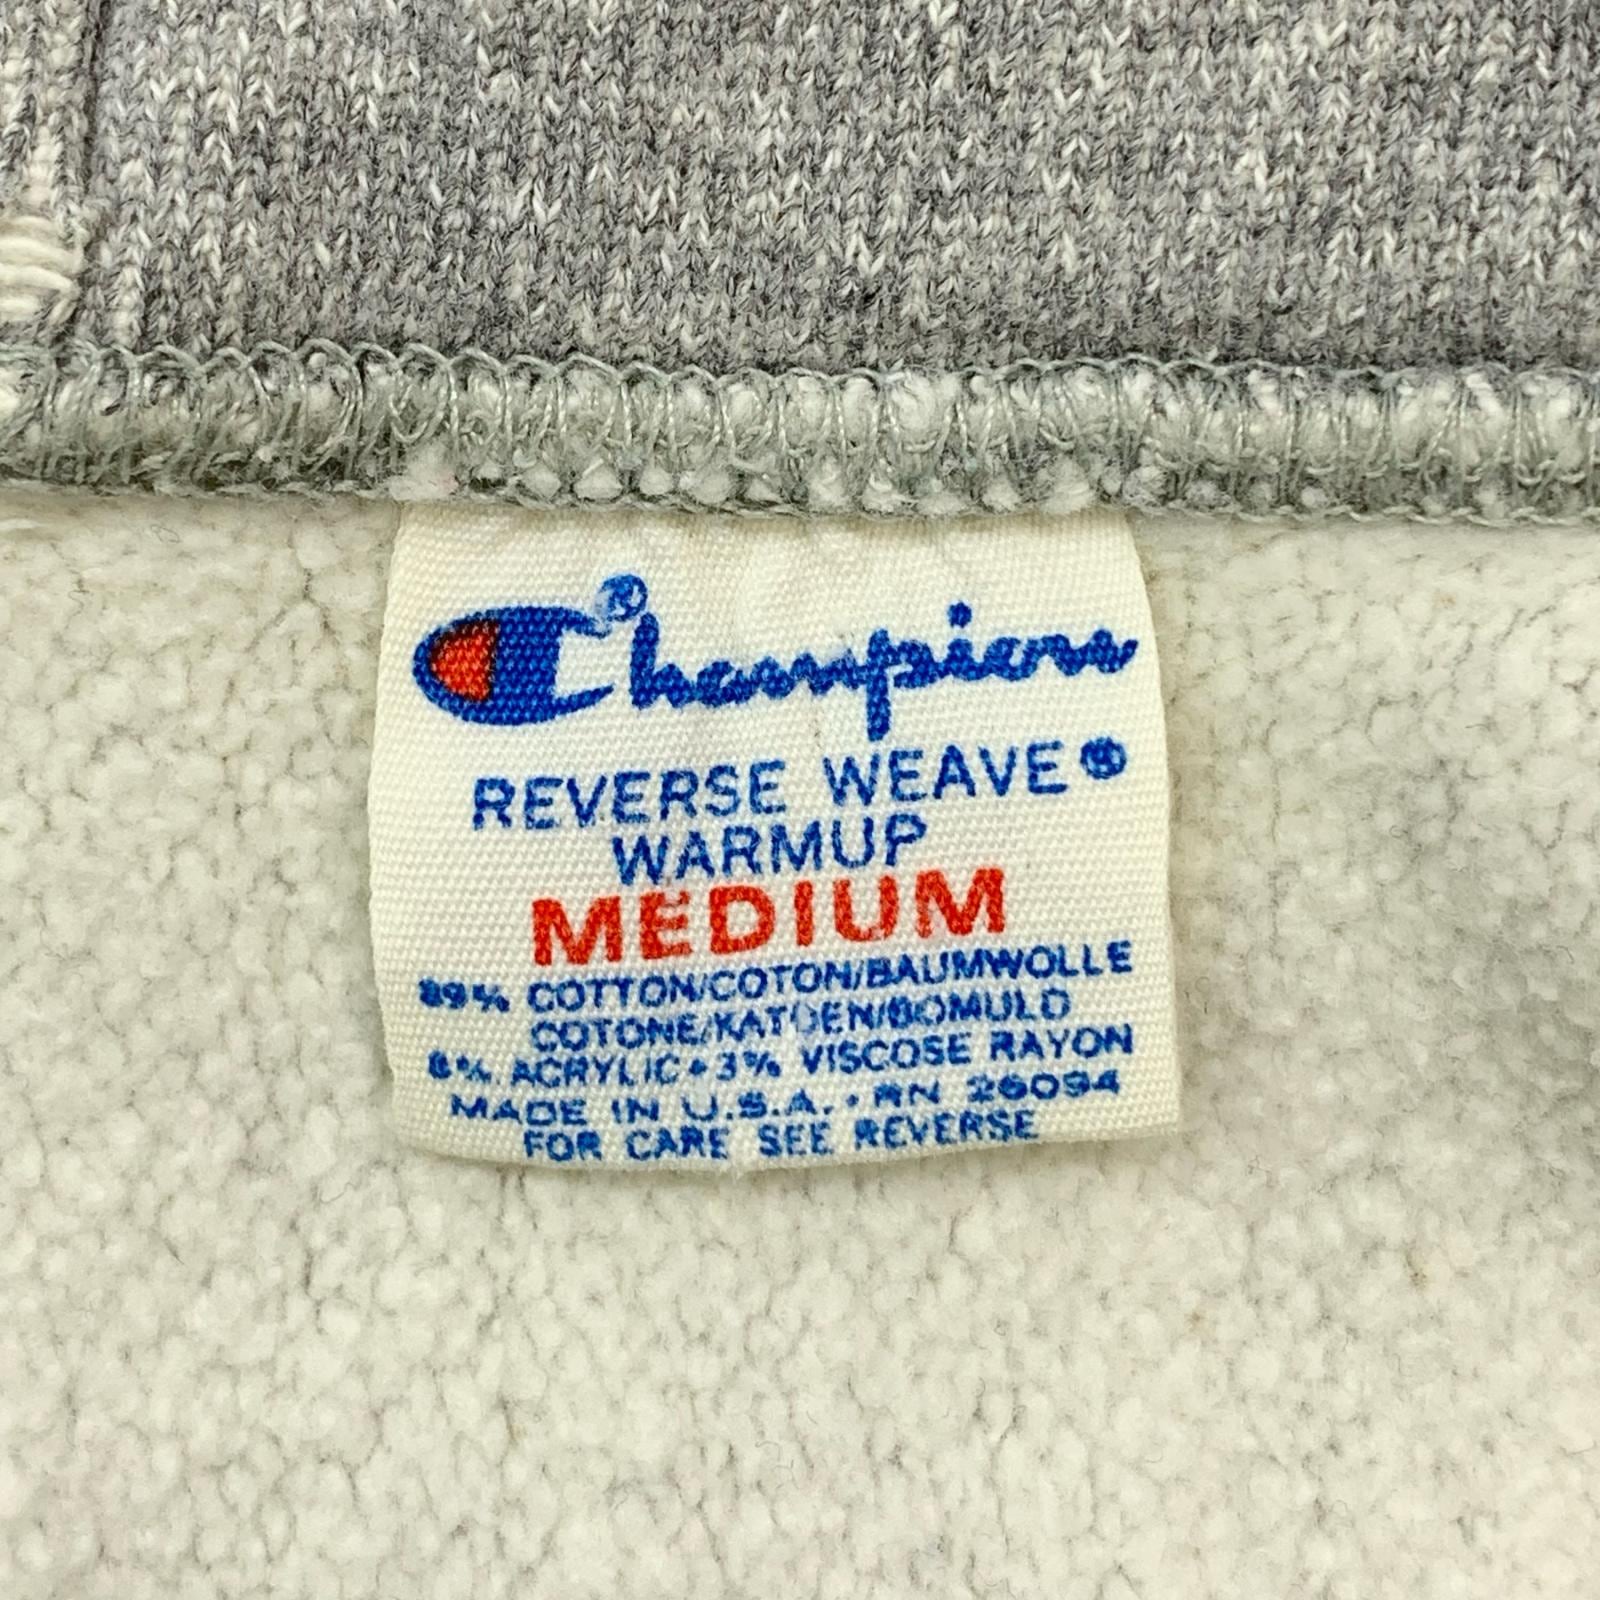 Champion®
REVERSE WEAVE®
WARMUP
MEDIUM
89% COTTON/COTON/BAUMWOLLE
COTONE/KATOEN/BOMULD
8% ACRYLIC • 3% VISCOSE RAYON
MADE IN U.S.A. • RN 26094
FOR CARE SEE REVERSE